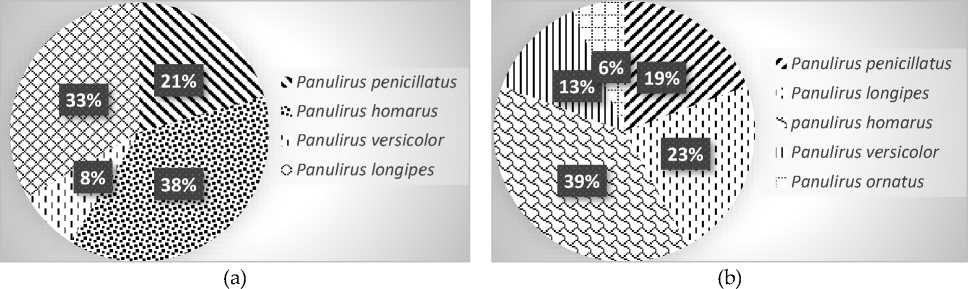 21%
33%
8%
38%
Panulirus penicillatus
Panulirus homarus
Panulirus versicolor
Panulirus longipes
(a)
6%
19%
13%
23%
39%
Panulirus penicillatus
Panulirus longipes
panulirus homarus
Panulirus versicolor
Panulirus ornatus
(b)